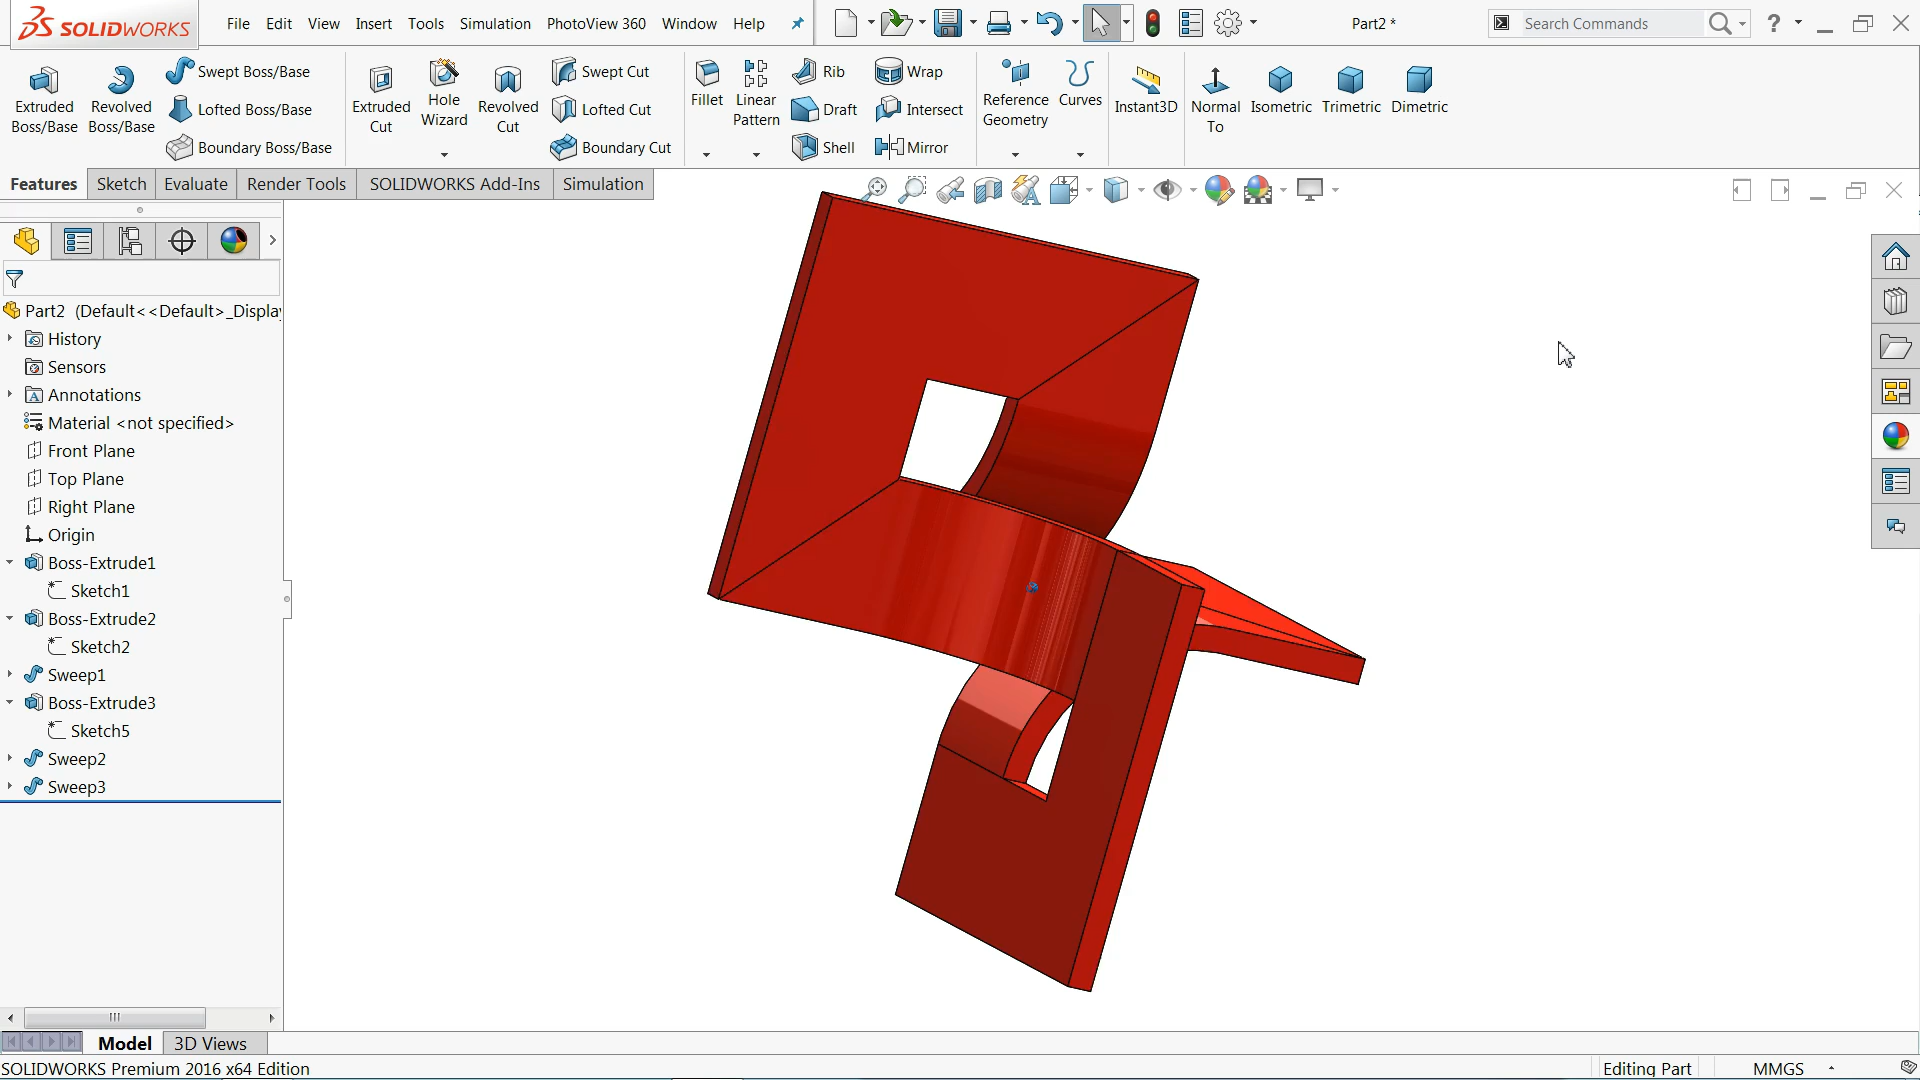 SOLIDWORKS
File Edit View Insert Tools Simulation PhotoView 360 Window Help
Part2 *
Search Commands
?
Extruded Boss/Base
Revolved Boss/Base
Swept Boss/Base
Lofted Boss/Base
Boundary Boss/Base
Extruded Cut
Hole Wizard
Revolved Cut
Swept Cut
Lofted Cut
Boundary Cut
Fillet
Linear Pattern
Rib
Draft
Shell
Wrap
Intersect
Mirror
Reference Geometry
Curves
Instant3D
Normal To
Isometric
Trimetric
Dimetric
Features Sketch Evaluate Render Tools SOLIDWORKS Add-Ins Simulation
Part2 (Default<<Default>_Display
History
Sensors
Annotations
Material <not specified>
Front Plane
Top Plane
Right Plane
Origin
Boss-Extrude1
Sketch1
Boss-Extrude2
Sketch2
Sweep1
Boss-Extrude3
Sketch5
Sweep2
Sweep3
Model 3D Views
SOLIDWORKS Premium 2016 x64 Edition
Editing Part
MMGS